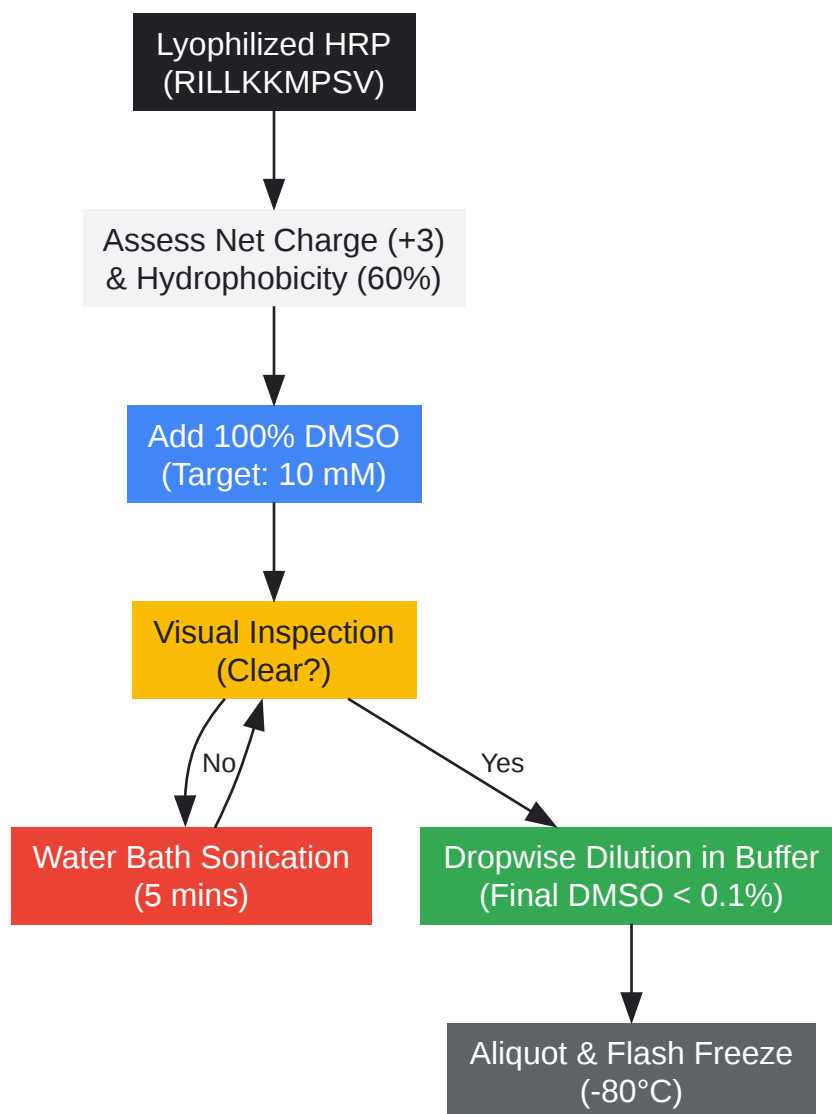 Lyophilized HRP
(RILLKKMPSV)
Assess Net Charge (+3)
& Hydrophobicity (60%)
Add 100% DMSO
(Target: 10 mM)
Visual Inspection
(Clear?)
No
Yes
Water Bath Sonication
(5 mins)
Dropwise Dilution in Buffer
(Final DMSO < 0.1%)
Aliquot & Flash Freeze
(-80°C)